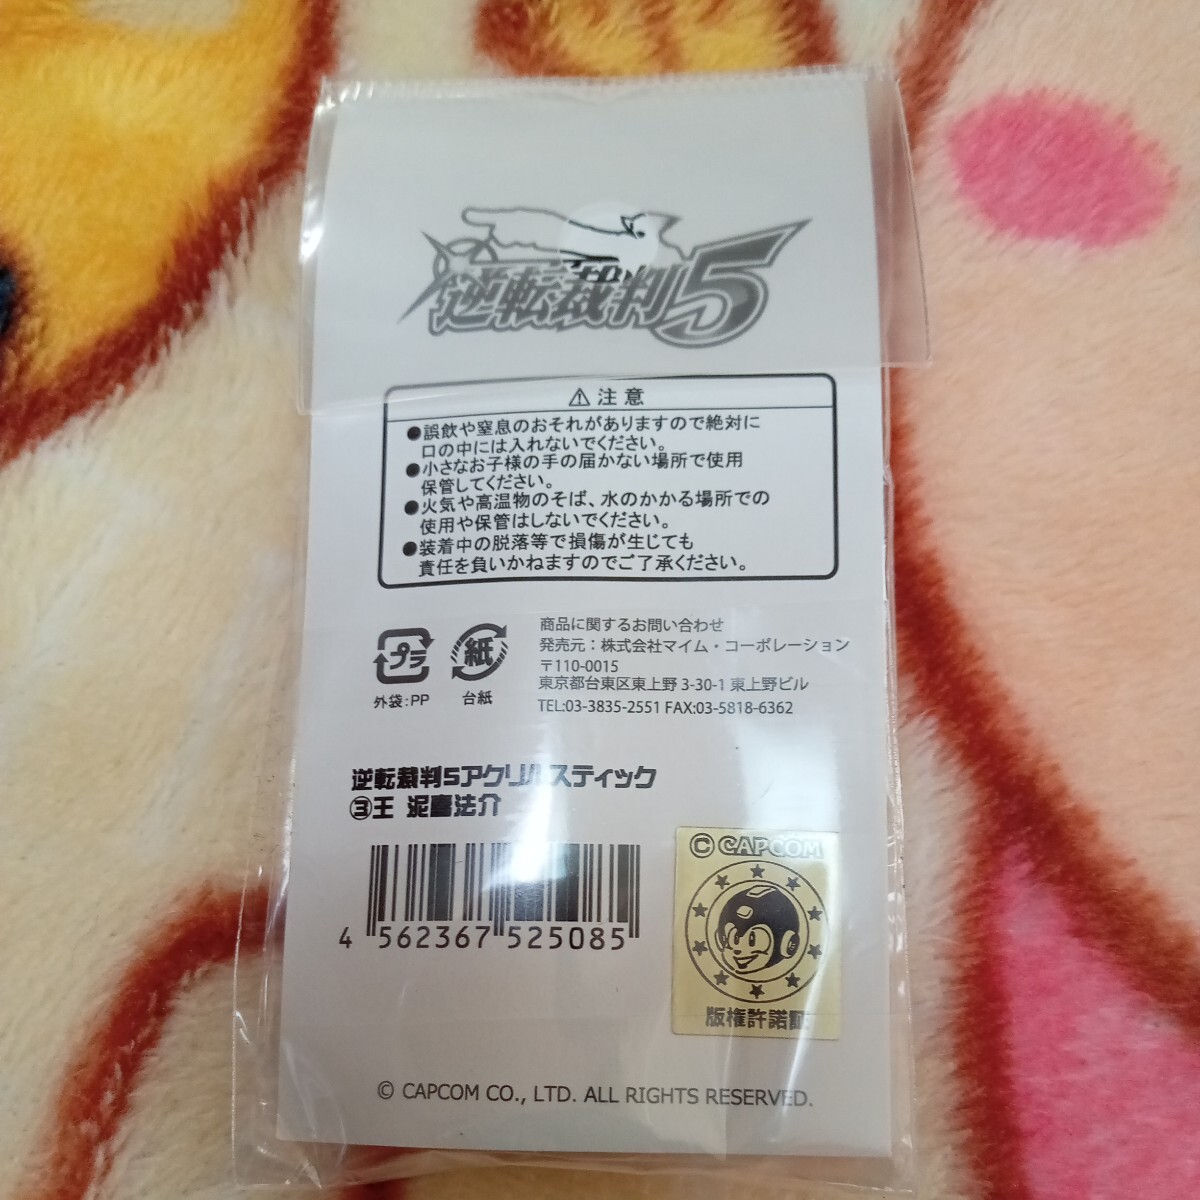 逆転裁判5
⚠注意
●誤飲や窒息のおそれがありますので絶対に
口の中には入れないでください。
●小さなお子様の手の届かない場所で使用
保管してください。
●火気や高温物のそば、水のかかる場所での
使用や保管はしないでください。
●装着中の脱落等で損傷が生じても
責任を負いかねますのでご了承ください。
プラ
外袋:PP
紙
台紙
商品に関するお問い合わせ
発売元：株式会社マイム・コーポレーション
〒110-0015
東京都台東区東上野 3-30-1 東上野ビル
TEL:03-3835-2551 FAX:03-5818-6362
逆転裁判5アクリルスティック
③王 泥喜法介
4 562367 525085
© CAPCOM
版権許諾証
© CAPCOM CO., LTD. ALL RIGHTS RESERVED.